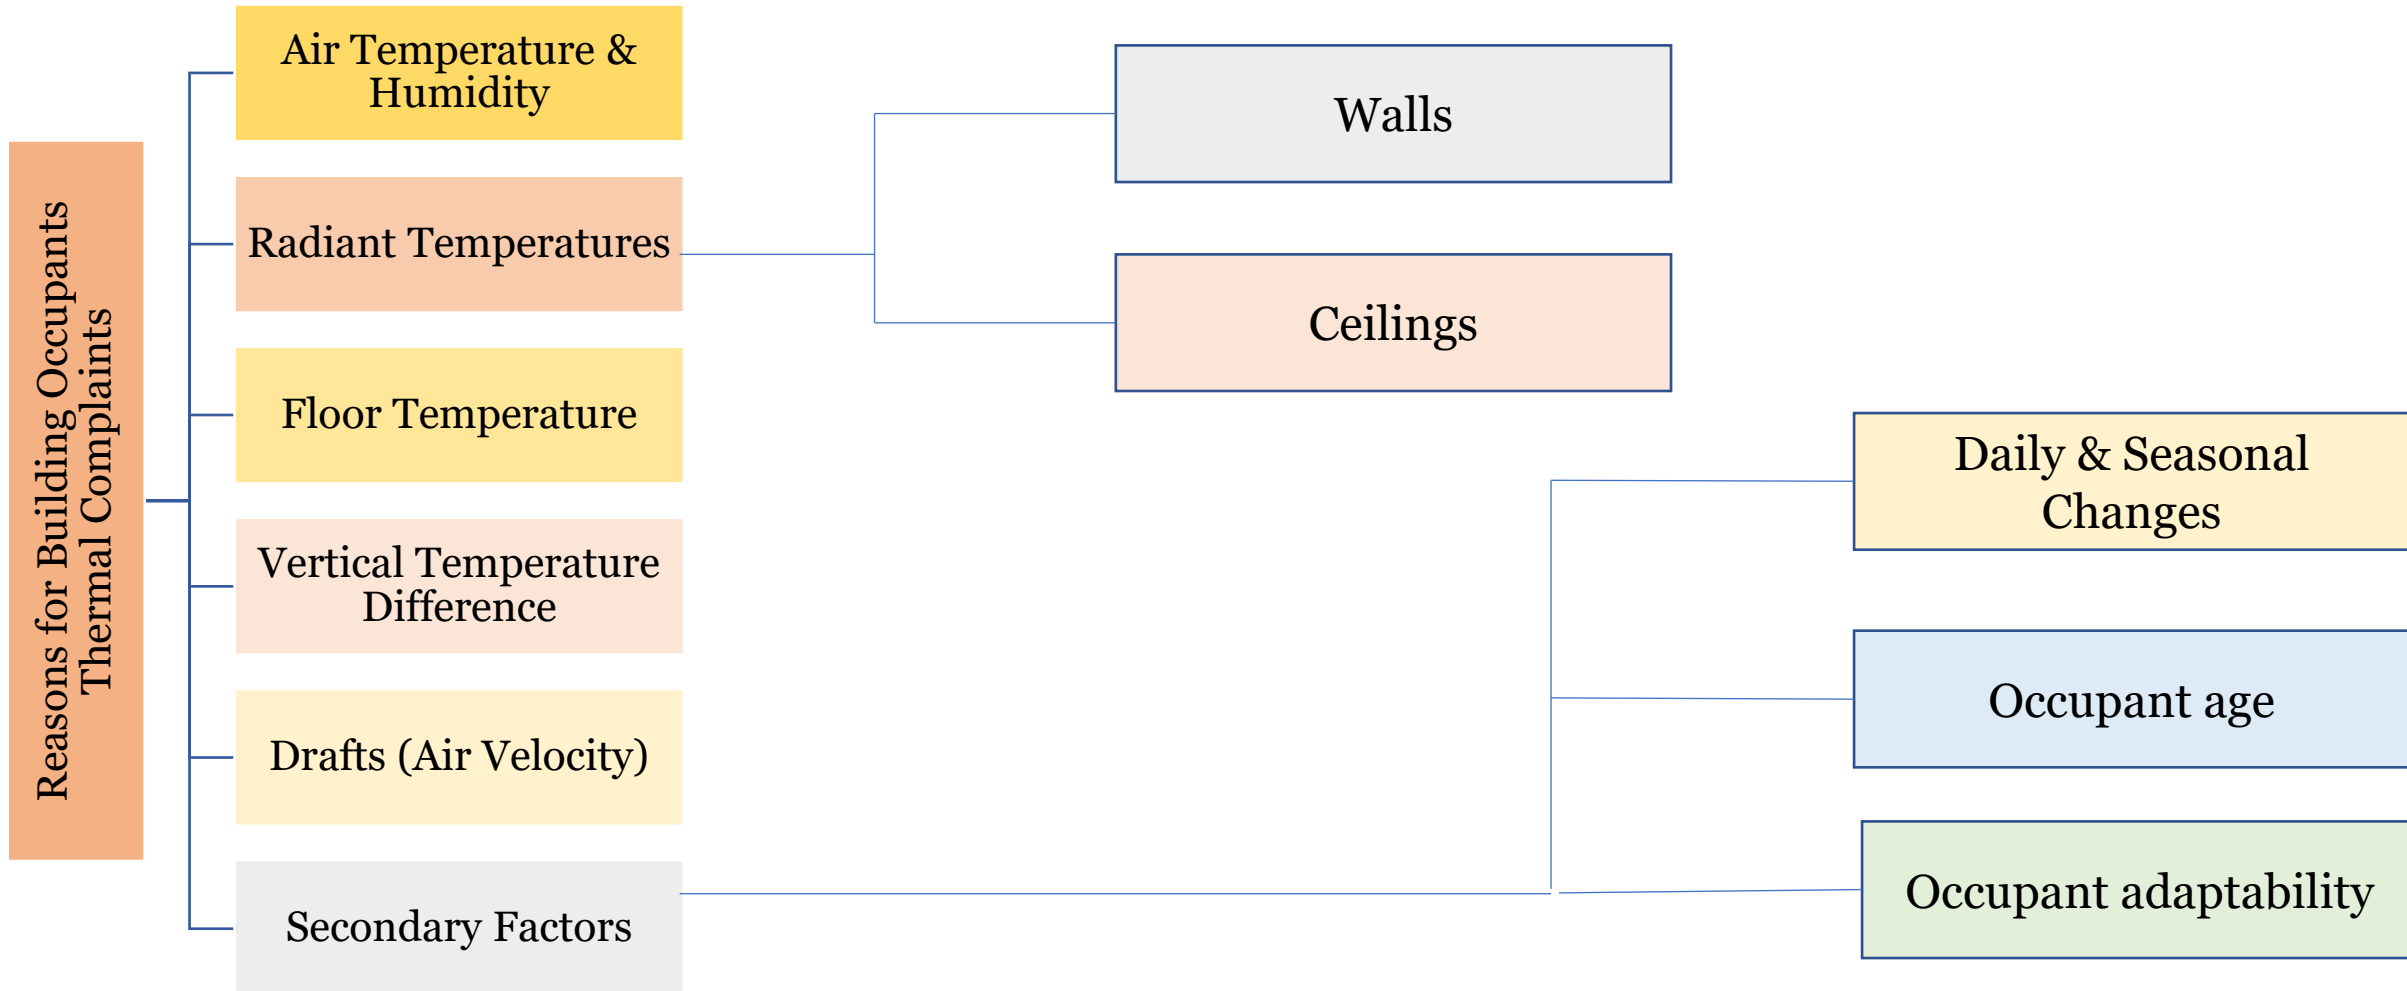 Reasons for Building Occupants
Thermal Complaints
Air Temperature &
Humidity
Radiant Temperatures
Floor Temperature
Vertical Temperature
Difference
Drafts (Air Velocity)
Secondary Factors
Walls
Ceilings
Daily & Seasonal
Changes
Occupant age
Occupant adaptability